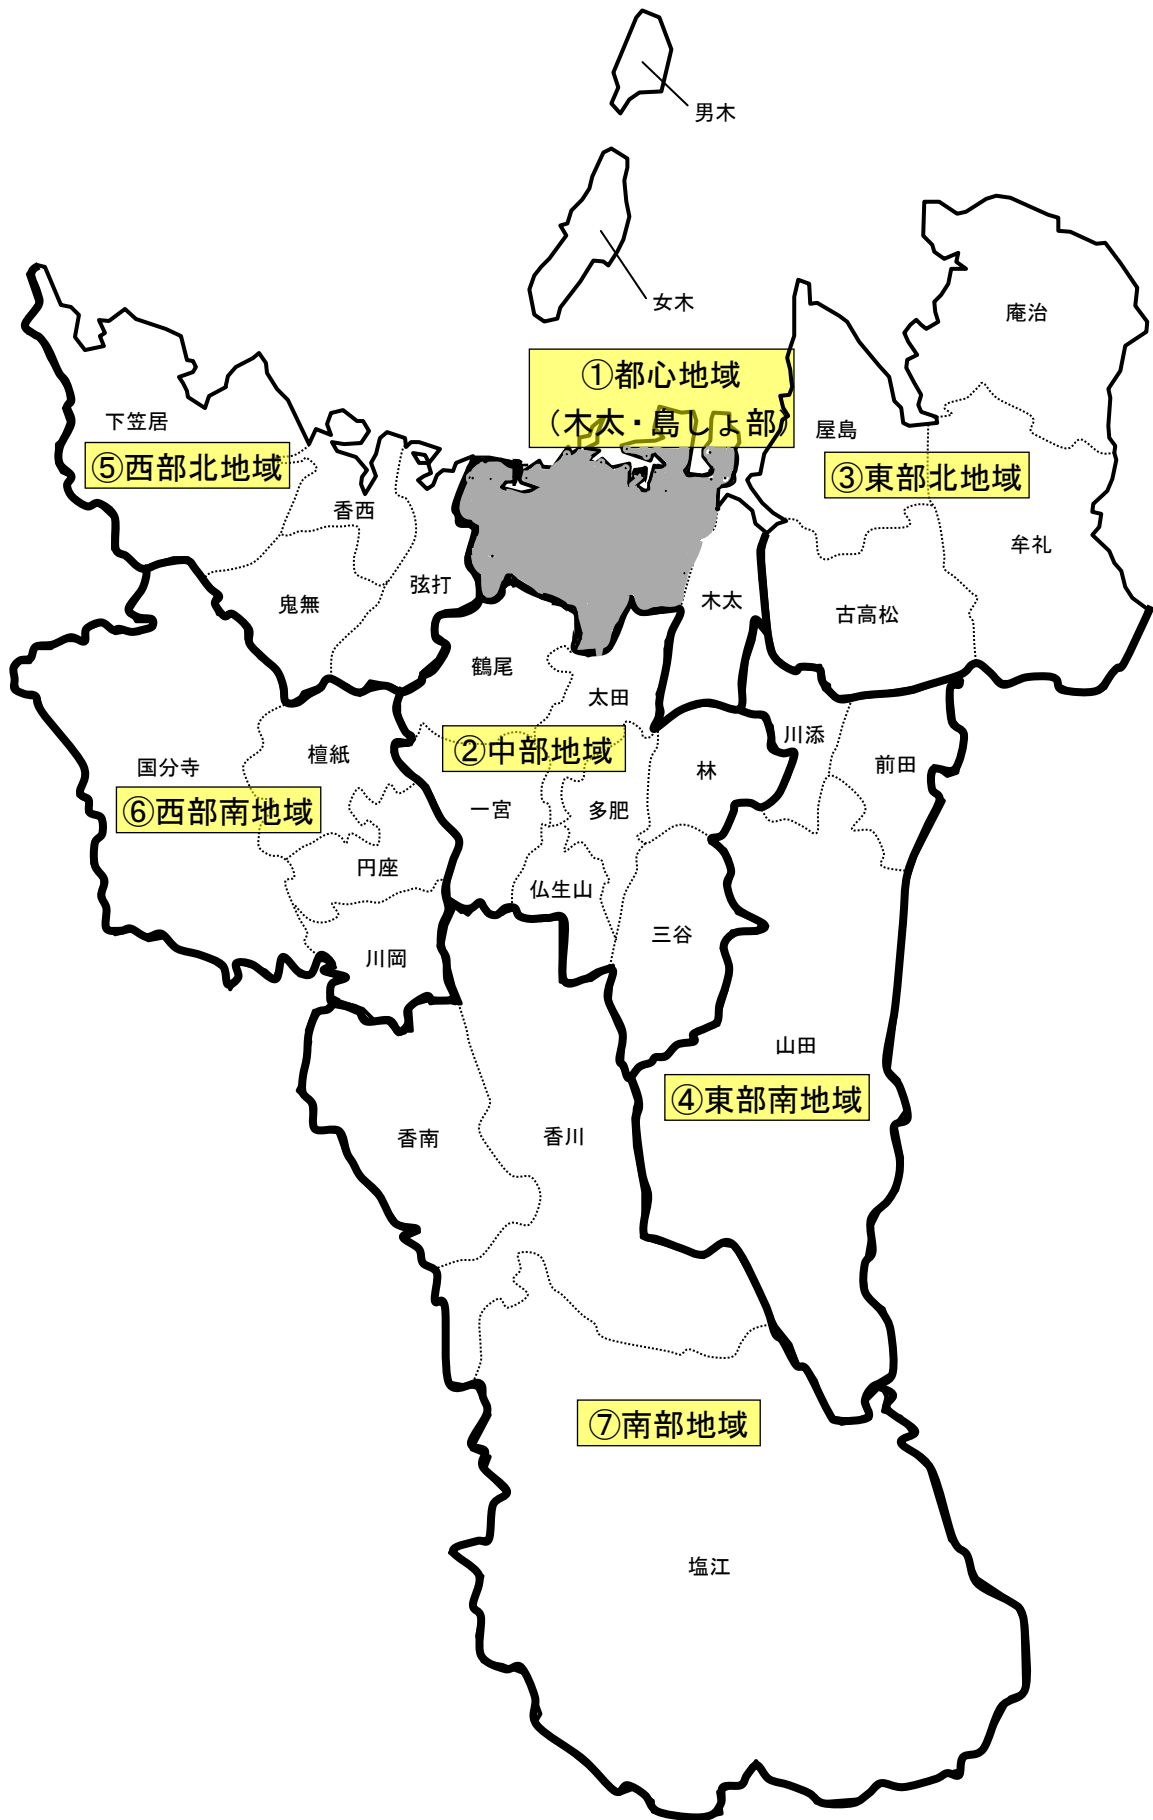 男木
女木
庵治
①都心地域
（木太・島しょ部）
下笠居
屋島
⑤西部北地域
③東部北地域
香西
牟礼
弦打
鬼無
木太
古高松
鶴尾
太田
川添
②中部地域
国分寺
檀紙
林
前田
⑥西部南地域
一宮
多肥
円座
仏生山
三谷
川岡
山田
④東部南地域
香南
香川
⑦南部地域
塩江